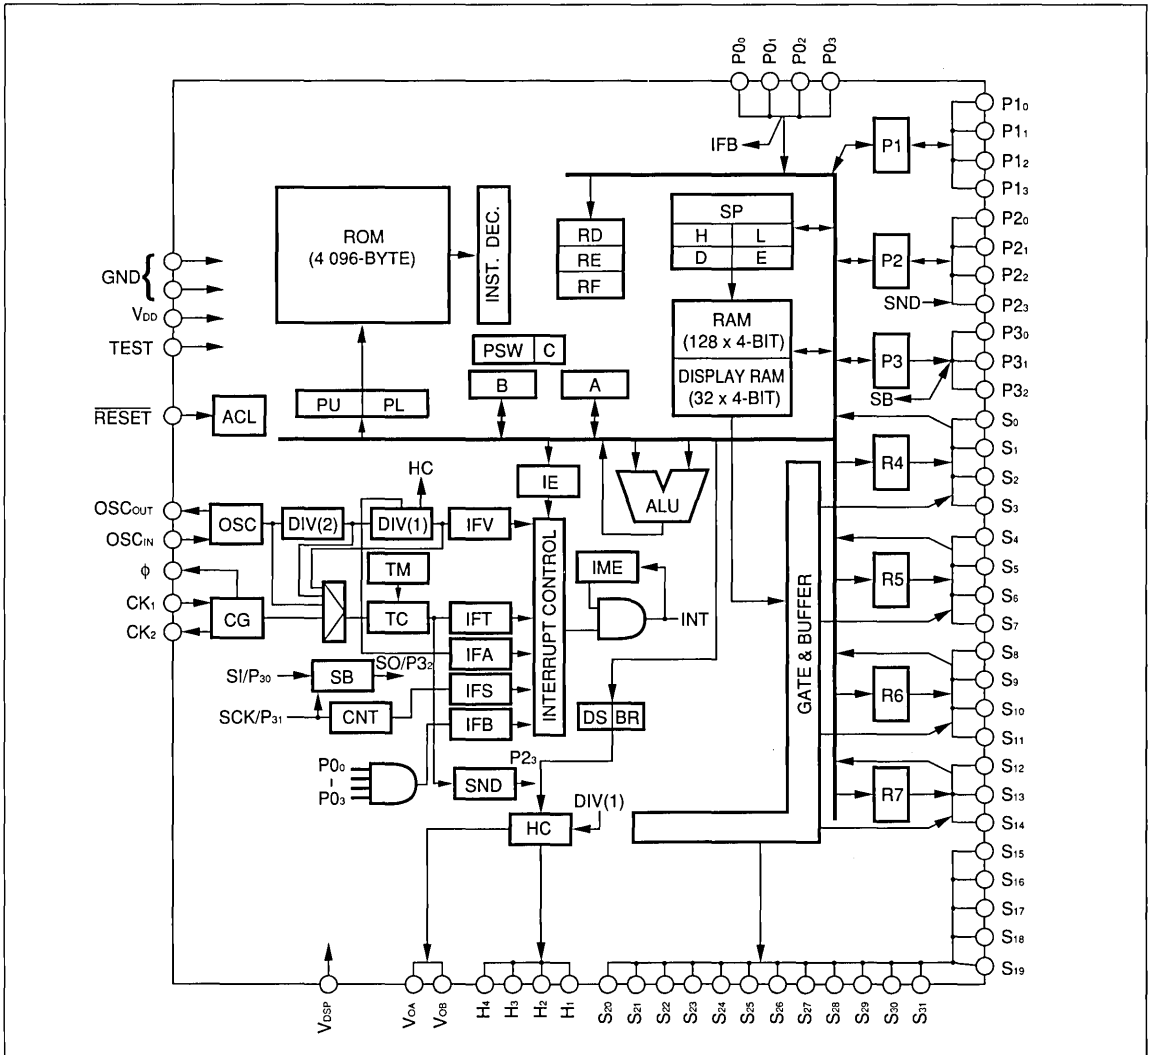 P0₀ P0₁ P0₂ P0₃
IFB
P1
P1₀
P1₁
P1₂
P1₃
ROM
(4 096-BYTE)
INST. DEC.
RD
RE
RF
SP
H L
D E
P2
P2₀
P2₁
P2₂
SND
P2₃
GND
VDD
TEST
RAM
(128 x 4-BIT)
DISPLAY RAM
(32 x 4-BIT)
P3
P3₀
P3₁
P3₂
SB
PSW C
B
A
PU PL
RESET
ACL
S₀
S₁
S₂
S₃
R4
HC
IE
ALU
OSCOUT
OSCIN
OSC
DIV(2)
DIV(1)
IFV
S₄
S₅
S₆
S₇
R5
φ
CK₁
CK₂
CG
TM
TC
IFT
IFA
IFS
IFB
INTERRUPT CONTROL
IME
INT
GATE & BUFFER
SI/P30
SB
SO/P3₂
SCK/P31
CNT
DS BR
S₈
S₉
S₁₀
S₁₁
R6
P0₀
P0₃
SND
P2₃
HC
DIV(1)
S₁₂
S₁₃
S₁₄
R7
S₁₅
S₁₆
S₁₇
S₁₈
S₁₉
VDSP
VOA
VOB
H₄
H₃
H₂
H₁
S₂₀
S₂₁
S₂₂
S₂₃
S₂₄
S₂₅
S₂₆
S₂₇
S₂₈
S₂₉
S₃₀
S₃₁